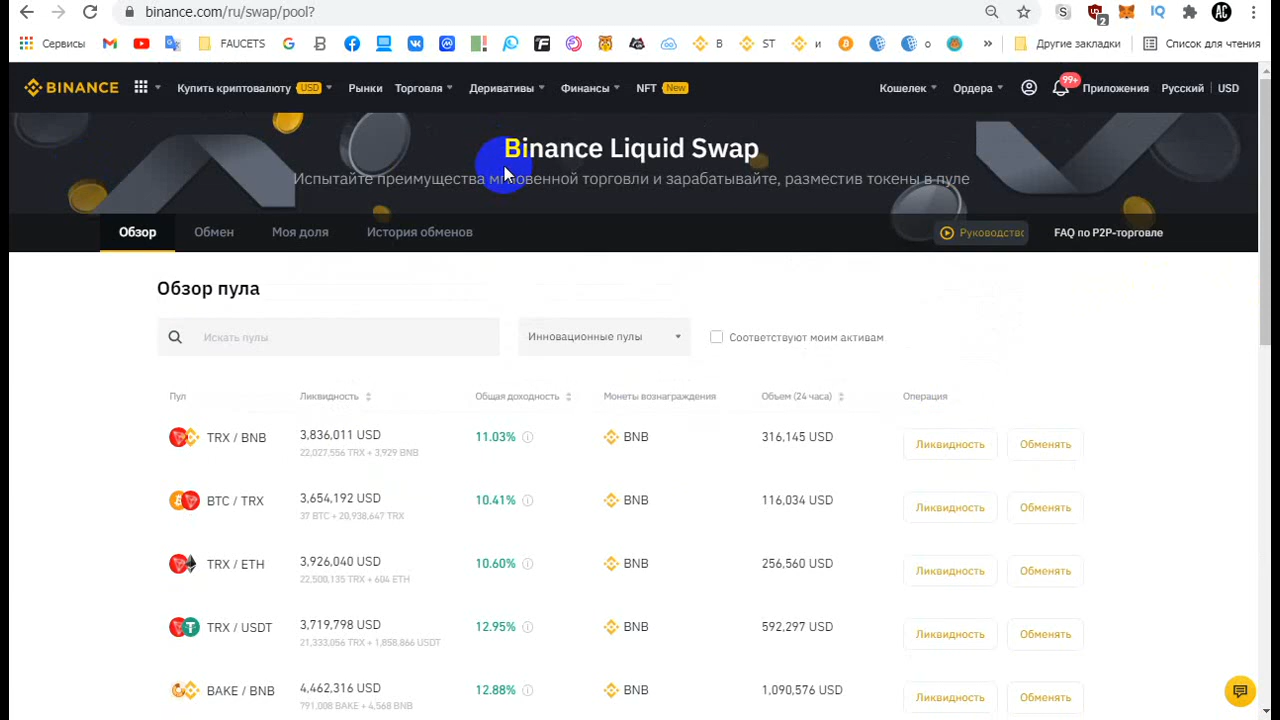 binance.com/ru/swap/pool?
2
AC
Сервисы
FAUCETS
B
ST
и
о
»
Другие закладки
Список для чтения
BINANCE
Купить криптовалюту USD
Рынки
Торговля
Деривативы
Финансы
NFT New
Кошелек
Ордера
99+
Приложения
Русский
USD
Binance Liquid Swap
Испытайте преимущества мгновенной торговли и зарабатывайте, разместив токены в пуле
Обзор
Обмен
Моя доля
История обменов
Руководство
FAQ по P2P-торговле
Обзор пула
Искать пулы
Инновационные пулы
Соответствуют моим активам
Пул
Ликвидность
Общая доходность
Монеты вознаграждения
Объем (24 часа)
Операция
TRX / BNB
3,836,011 USD
22,027,556 TRX + 3,929 BNB
11.03%
BNB
316,145 USD
Ликвидность
Обменять
BTC / TRX
3,654,192 USD
37 BTC + 20,938,647 TRX
10.41%
BNB
116,034 USD
Ликвидность
Обменять
TRX / ETH
3,926,040 USD
22,500,135 TRX + 604 ETH
10.60%
BNB
256,560 USD
Ликвидность
Обменять
TRX / USDT
3,719,798 USD
21,333,056 TRX + 1,858,866 USDT
12.95%
BNB
592,297 USD
Ликвидность
Обменять
BAKE / BNB
4,462,316 USD
791,008 BAKE + 4,568 BNB
12.88%
BNB
1,090,576 USD
Ликвидность
Обменять